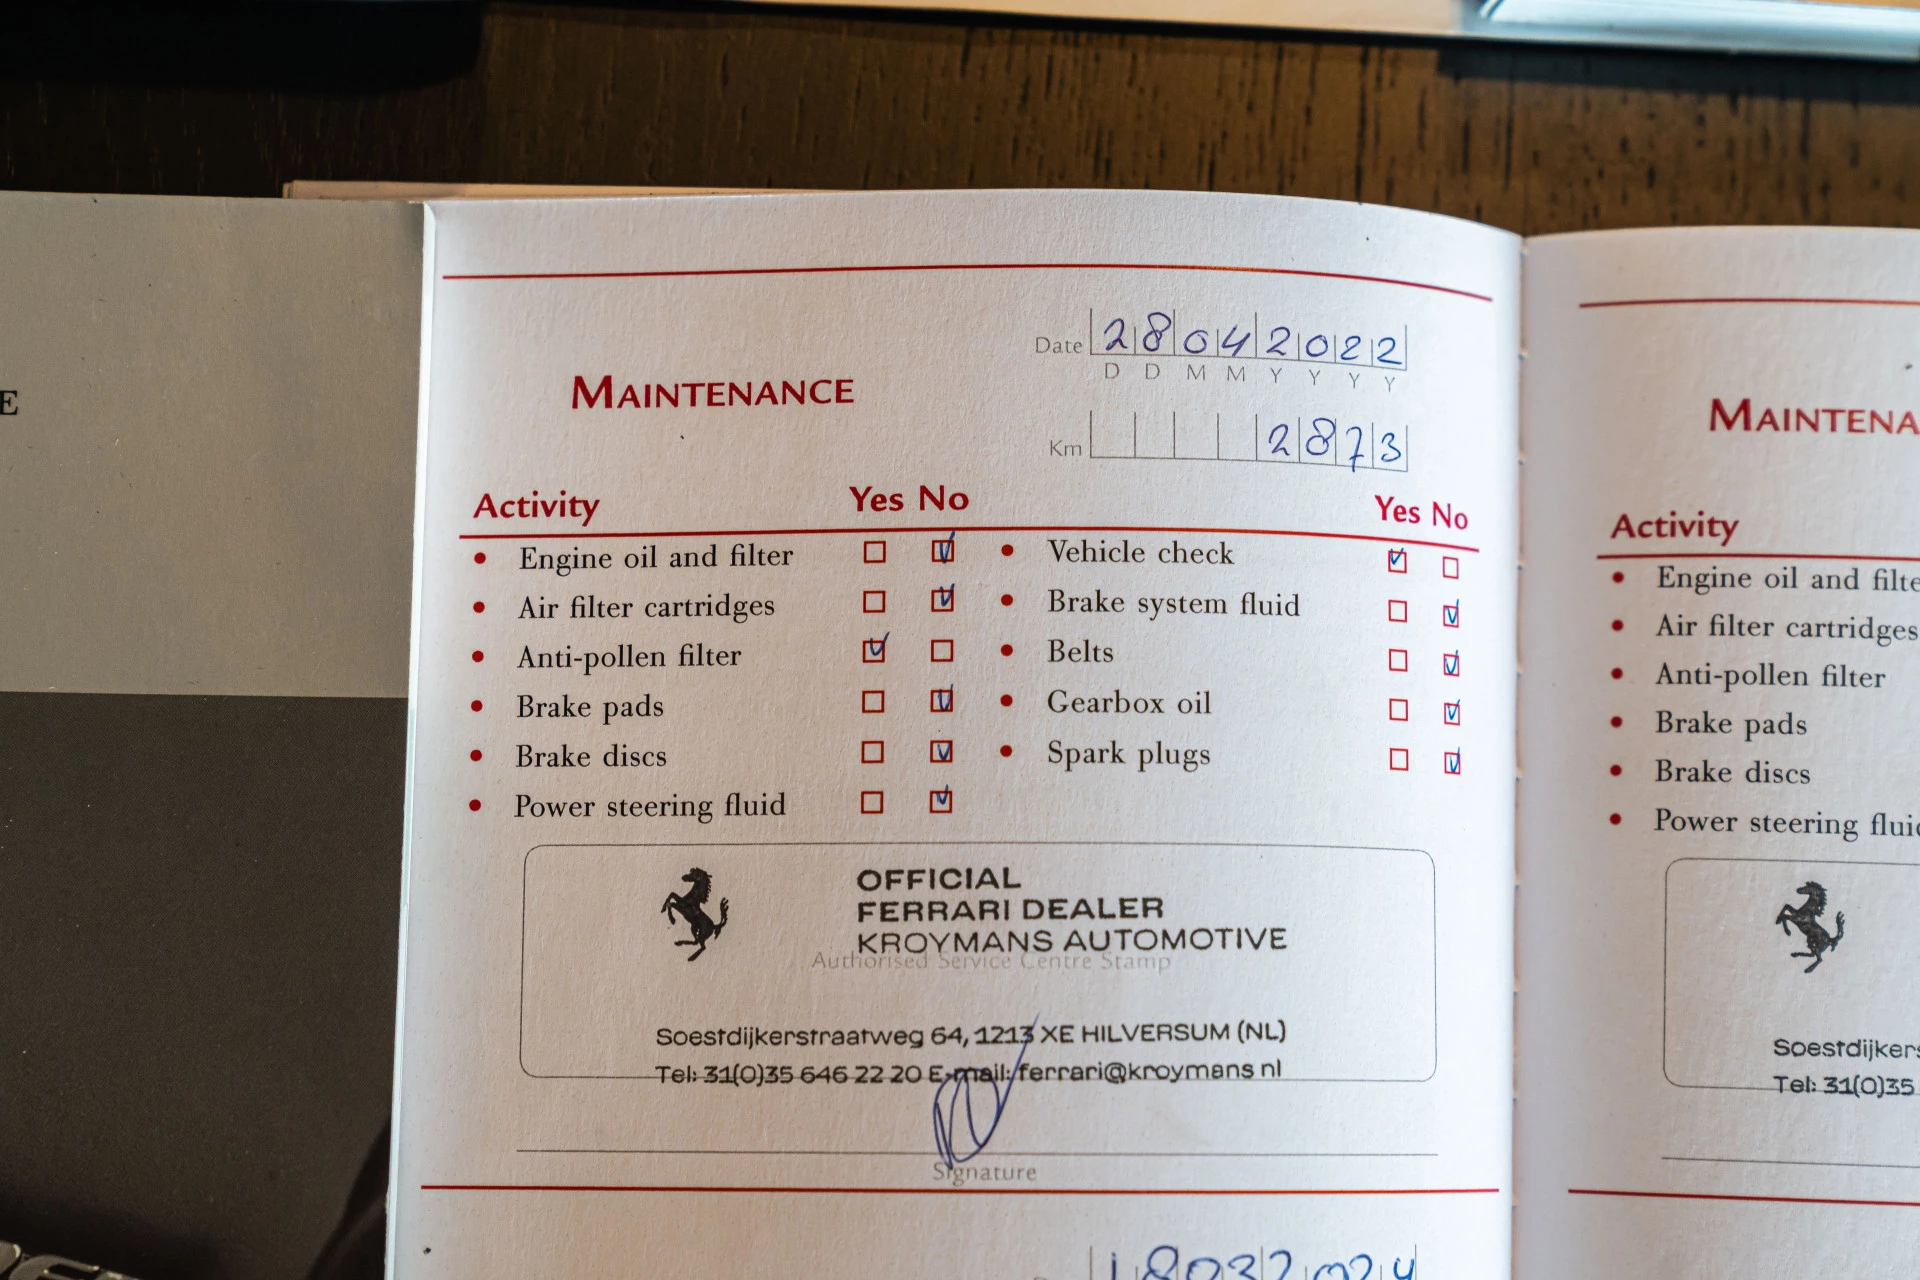 E
Date 28042022
D D M M Y Y Y Y
MAINTENANCE
Km 2873
Activity Yes No
Yes No
Engine oil and filter
Air filter cartridges
Anti-pollen filter
Brake pads
Brake discs
Power steering fluid
Vehicle check
Brake system fluid
Belts
Gearbox oil
Spark plugs
OFFICIAL
FERRARI DEALER
KROYMANS AUTOMOTIVE
Authorised Service Centre Stamp
Soestdijkerstraatweg 64, 1213 XE HILVERSUM (NL)
Tel: 31(0)35 646 22 20 E-mail: ferrari@kroymans nl
Signature
18032024
MAINTENA
Activity
Engine oil and filte
Air filter cartridges
Anti-pollen filter
Brake pads
Brake discs
Power steering fluid
Soestdijkers
Tel: 31(0)35